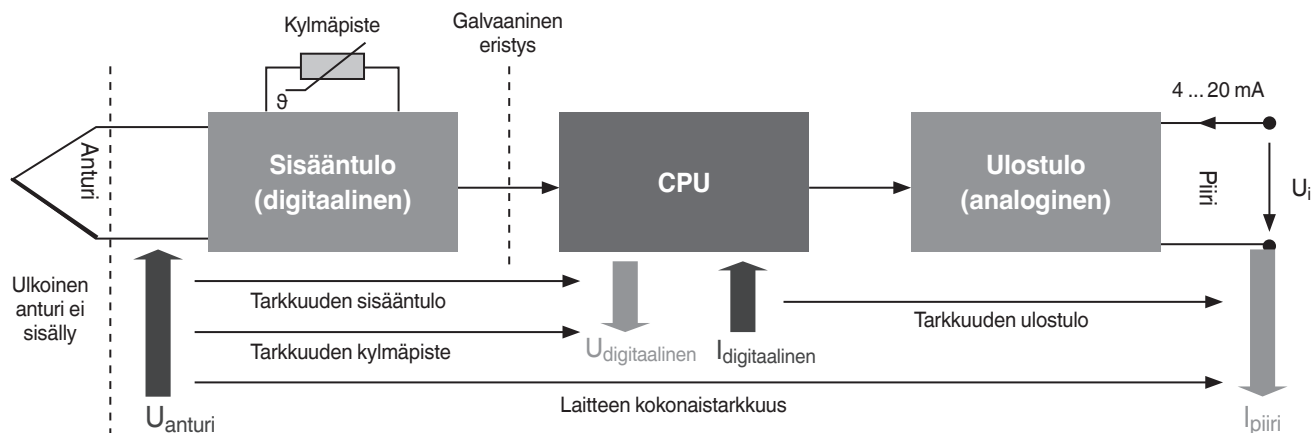 Kylmäpiste
Galvaaninen
eristys
ϑ
4 ... 20 mA
Anturi
Sisääntulo
(digitaalinen)
CPU
Ulostulo
(analoginen)
Piiri
Ui
Ulkoinen
anturi ei
sisälly
Tarkkuuden sisääntulo
Tarkkuuden kylmäpiste
Udigitaalinen
Idigitaalinen
Tarkkuuden ulostulo
Laitteen kokonaistarkkuus
Uanturi
Ipiiri